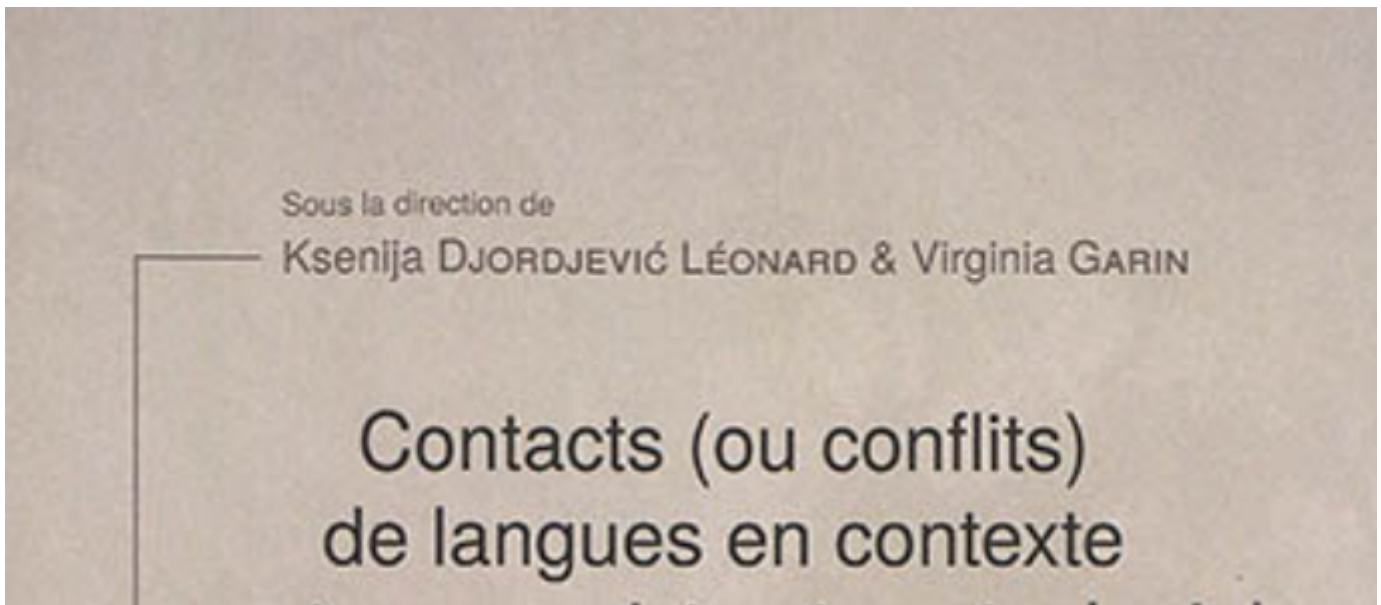 Sous la direction de
Ksenija DJORDJEVIĆ LÉONARD & Virginia GARIN
Contacts (ou conflits)
de langues en contexte